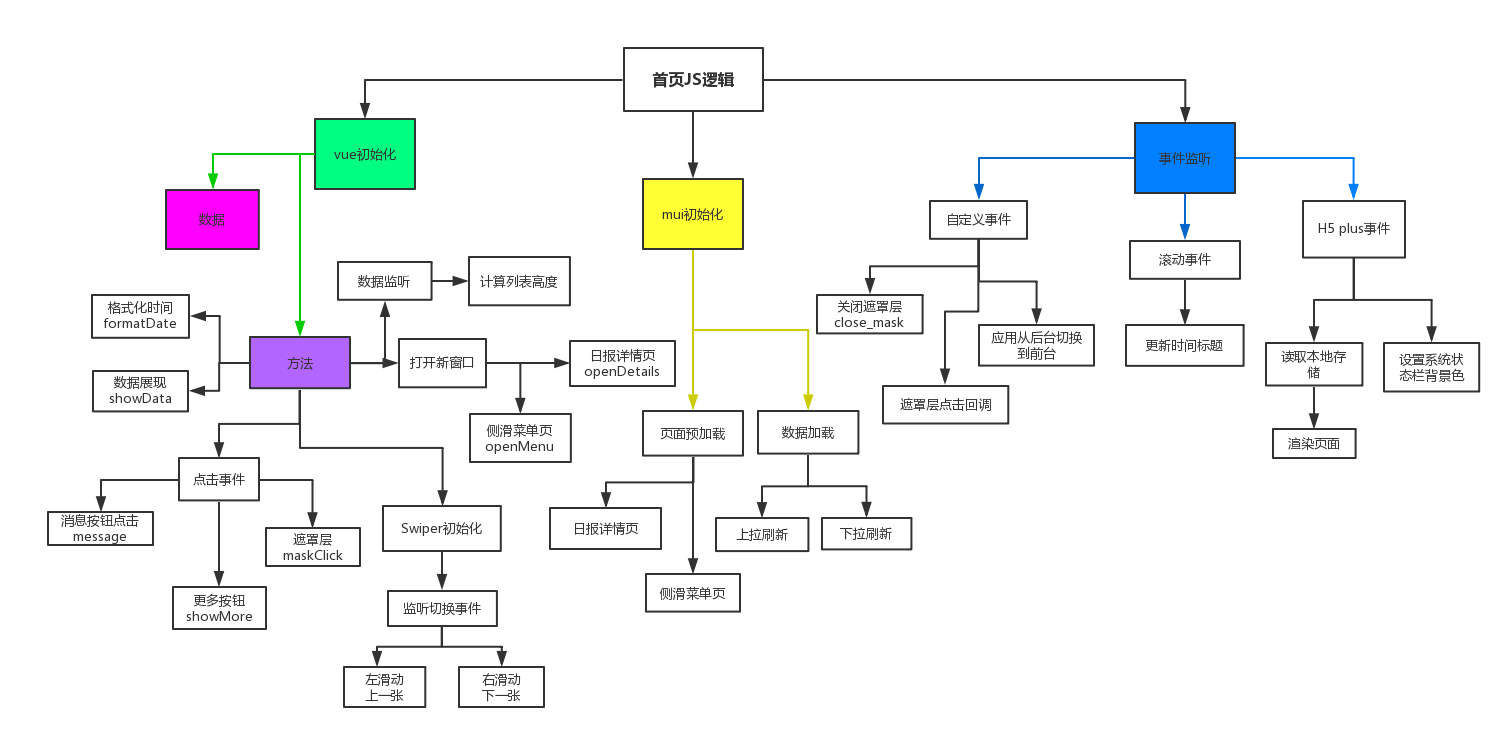 首页JS逻辑
vue初始化
事件监听
数据
mui初始化
自定义事件
H5 plus事件
滚动事件
数据监听
计算列表高度
格式化时间
formatDate
关闭遮罩层
close_mask
应用从后台切换
到前台
更新时间标题
读取本地存
储
设置系统状
态栏背景色
方法
打开新窗口
日报详情页
openDetails
数据展现
showData
遮罩层点击回调
侧滑菜单页
openMenu
页面预加载
数据加载
渲染页面
点击事件
消息按钮点击
message
遮罩层
maskClick
Swiper初始化
日报详情页
上拉刷新
下拉刷新
更多按钮
showMore
监听切换事件
侧滑菜单页
左滑动
上一张
右滑动
下一张